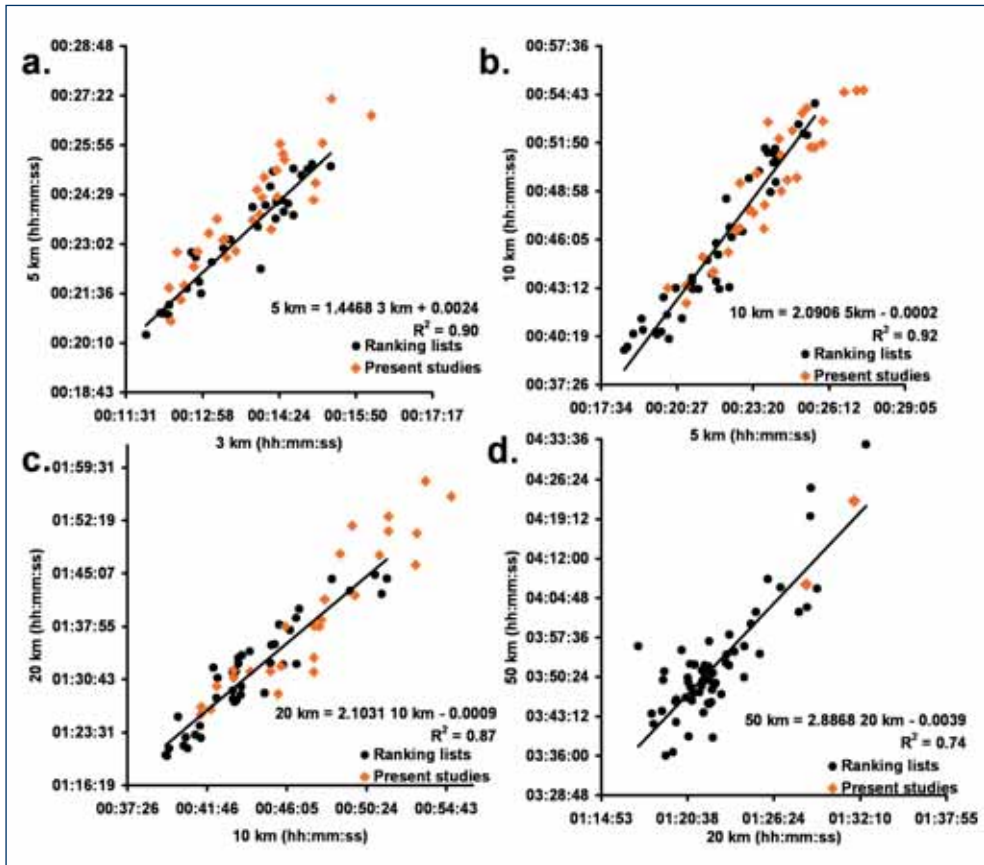 a.
00:28:48
00:27:22
00:25:55
00:24:29
00:23:02
00:21:36
00:20:10
00:18:43
5 km (hh:mm:ss)
5 km = 1.4468 3 km + 0.0024
R² = 0.90
Ranking lists
Present studies
00:11:31 00:12:58 00:14:24 00:15:50 00:17:17
3 km (hh:mm:ss)
b.
00:57:36
00:54:43
00:51:50
00:48:58
00:46:05
00:43:12
00:40:19
00:37:26
10 km (hh:mm:ss)
10 km = 2.0906 5km - 0.0002
R² = 0.92
Ranking lists
Present studies
00:17:34 00:20:27 00:23:20 00:26:12 00:29:05
5 km (hh:mm:ss)
c.
01:59:31
01:52:19
01:45:07
01:37:55
01:30:43
01:23:31
01:16:19
20 km (hh:mm:ss)
20 km = 2.1031 10 km - 0.0009
R² = 0.87
Ranking lists
Present studies
00:37:26 00:41:46 00:46:05 00:50:24 00:54:43
10 km (hh:mm:ss)
d.
04:33:36
04:26:24
04:19:12
04:12:00
04:04:48
03:57:36
03:50:24
03:43:12
03:36:00
03:28:48
50 km (hh:mm:ss)
50 km = 2.8868 20 km - 0.0039
R² = 0.74
Ranking lists
Present studies
01:14:53 01:20:38 01:26:24 01:32:10 01:37:55
20 km (hh:mm:ss)